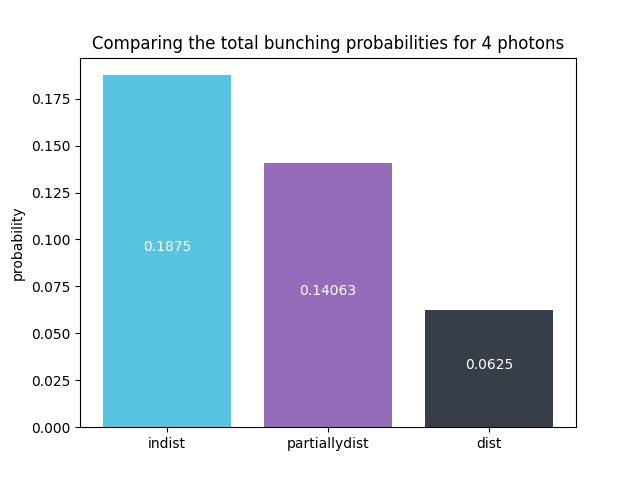 Comparing the total bunching probabilities for 4 photons
probability
0.175
0.150
0.125
0.100
0.075
0.050
0.025
0.000
0.1875
0.14063
0.0625
indist
partiallydist
dist